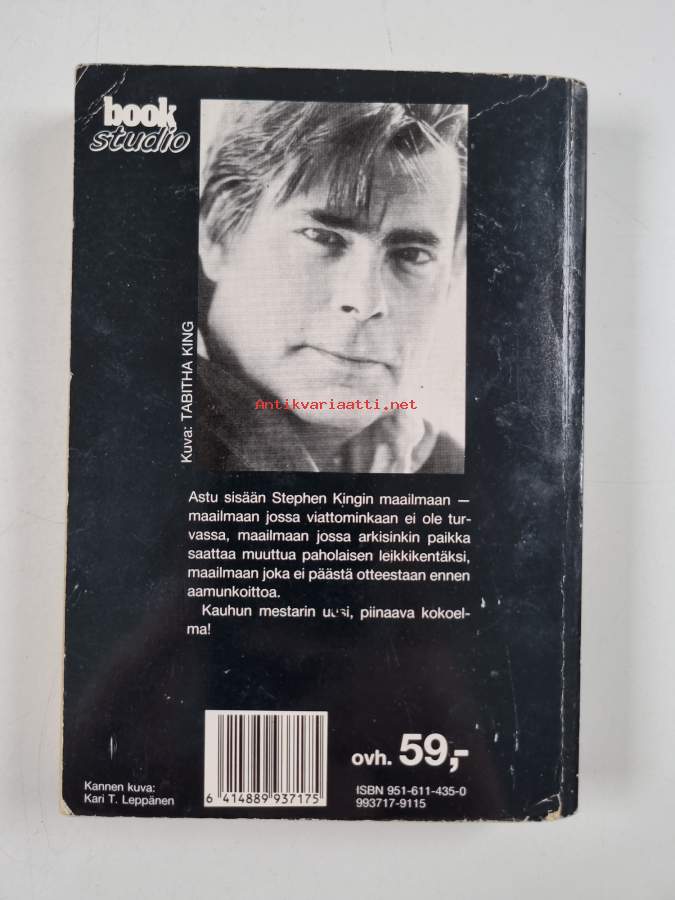 book
studio
Kuva: TABITHA KING
Antikvariaatti.net
Astu sisään Stephen Kingin maailmaan —
maailmaan jossa viattominkaan ei ole tur-
vassa, maailmaan jossa arkisinkin paikka
saattaa muuttua paholaisen leikkikentäksi,
maailmaan joka ei päästä otteestaan ennen
aamunkoittoa.
Kauhun mestarin uusi, piinaava kokoel-
ma!
ovh. 59,-
Kannen kuva:
Kari T. Leppänen
6 414889 937175
ISBN 951-611-435-0
993717-9115